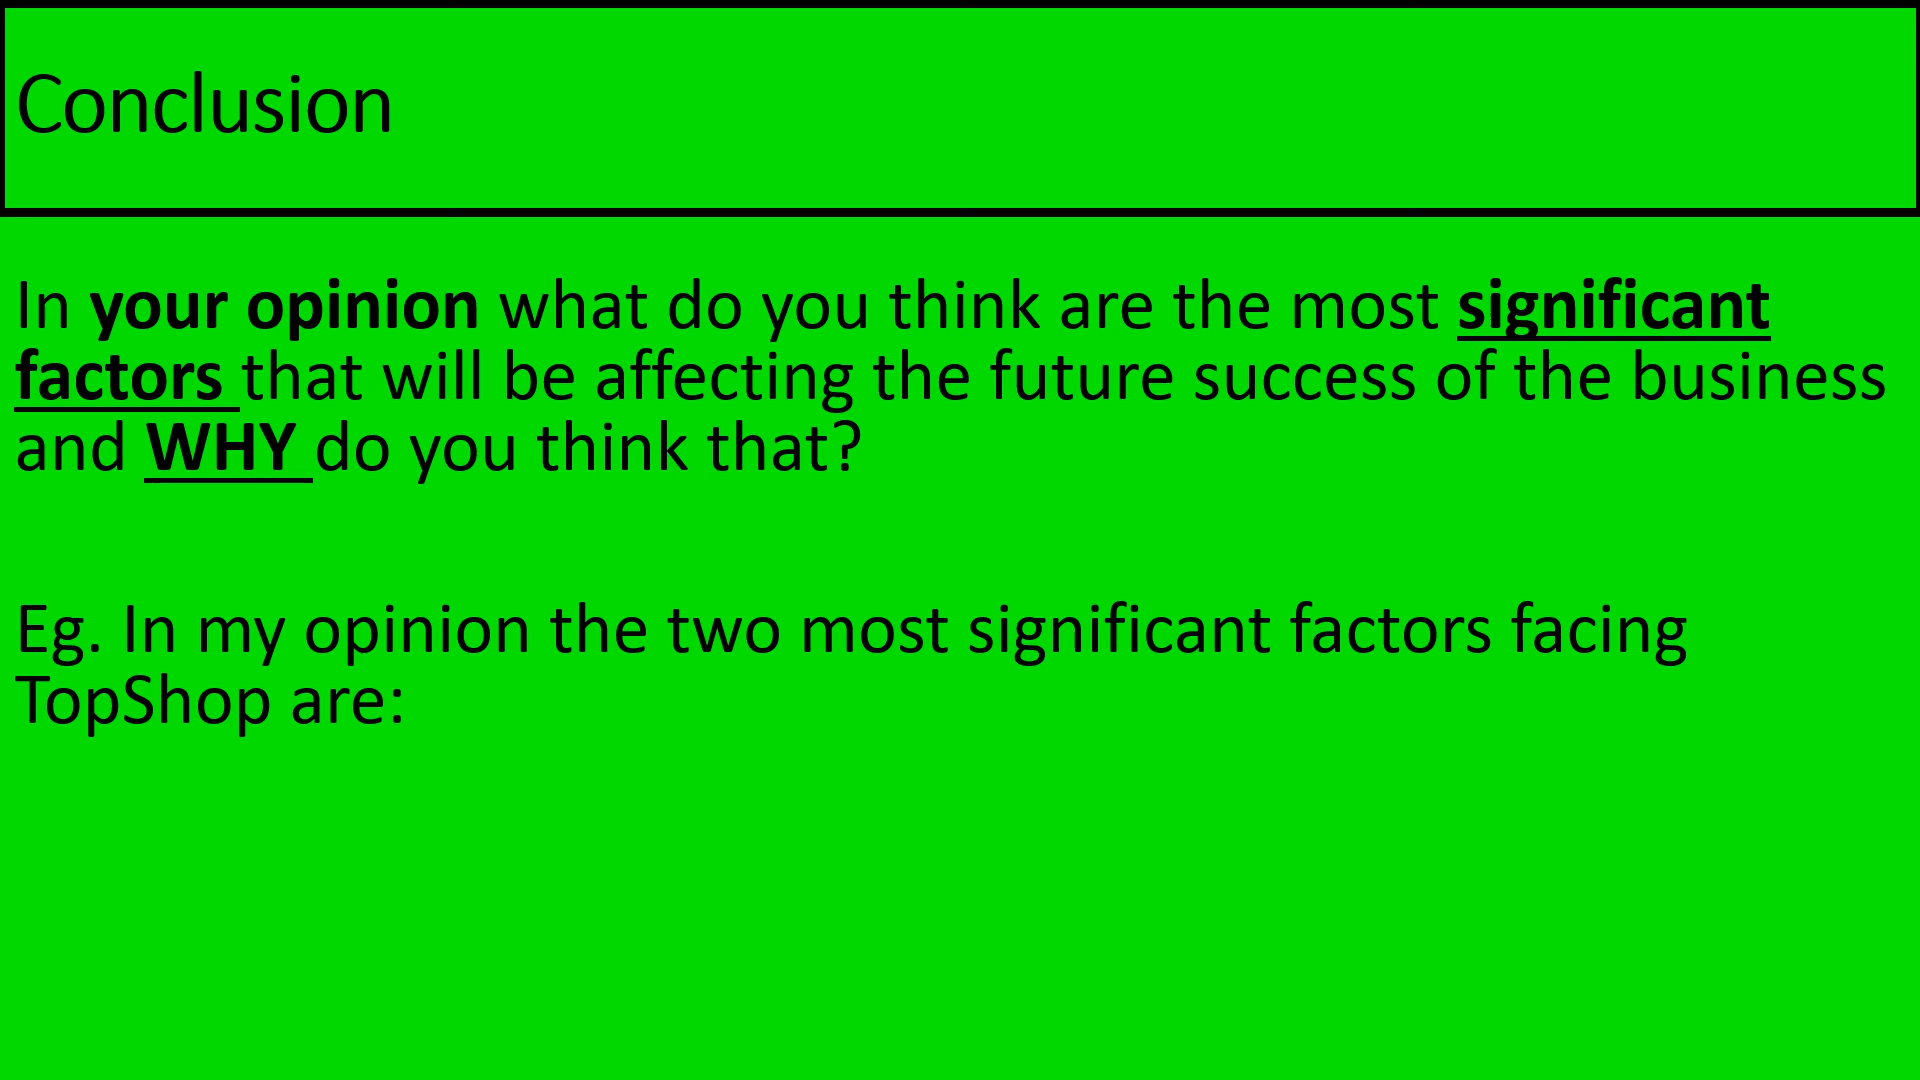 Conclusion
In your opinion what do you think are the most significant
factors that will be affecting the future success of the business
and WHY do you think that?
Eg. In my opinion the two most significant factors facing
TopShop are: